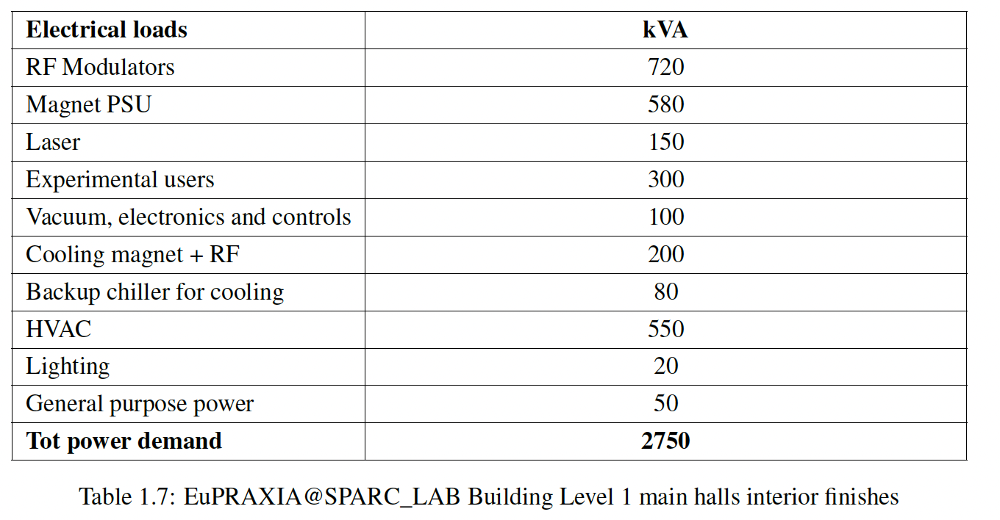 Electrical loads kVA
RF Modulators 720
Magnet PSU 580
Laser 150
Experimental users 300
Vacuum, electronics and controls 100
Cooling magnet + RF 200
Backup chiller for cooling 80
HVAC 550
Lighting 20
General purpose power 50
Tot power demand 2750
Table 1.7: EuPRAXIA@SPARC_LAB Building Level 1 main halls interior finishes